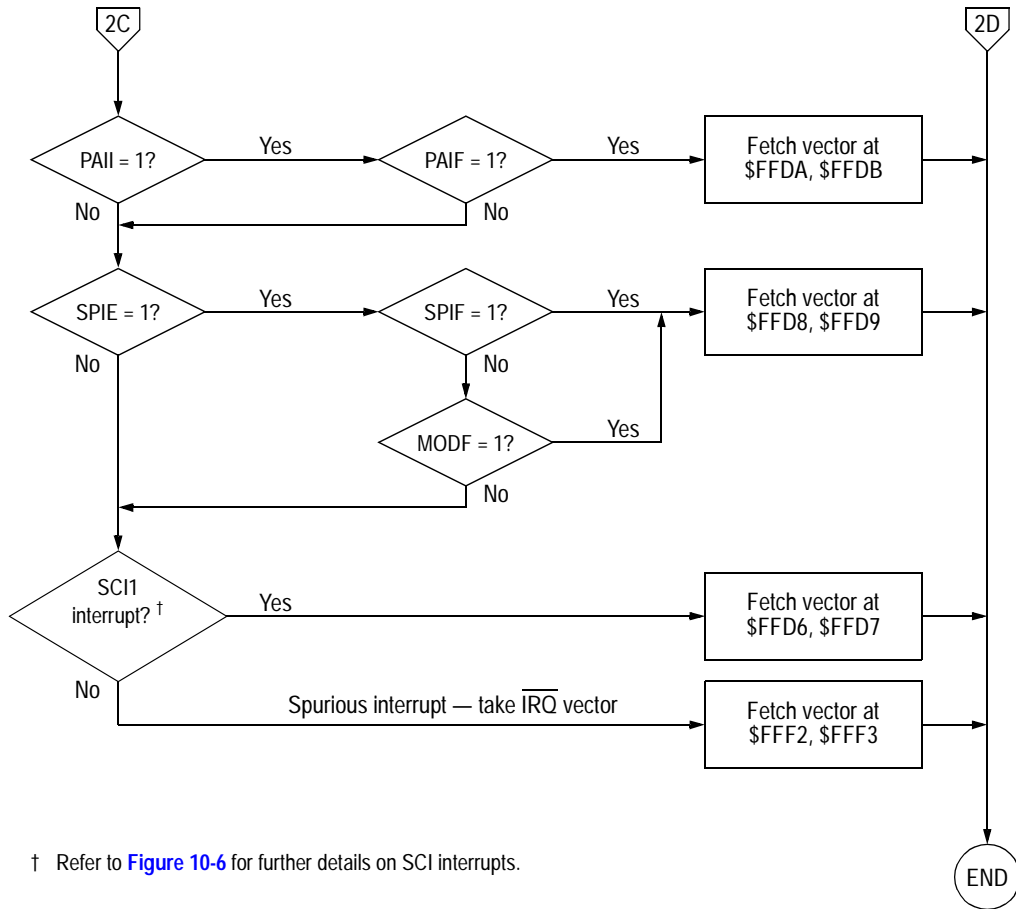 2C
2D
PAII = 1?
Yes
PAIF = 1?
Yes
Fetch vector at
$FFDA, $FFDB
No
No
SPIE = 1?
Yes
SPIF = 1?
Yes
Fetch vector at
$FFD8, $FFD9
No
No
MODF = 1?
Yes
No
SCI1
interrupt? †
Yes
Fetch vector at
$FFD6, $FFD7
No
Spurious interrupt — take I̅R̅Q̅ vector
Fetch vector at
$FFF2, $FFF3
† Refer to Figure 10-6 for further details on SCI interrupts.
END